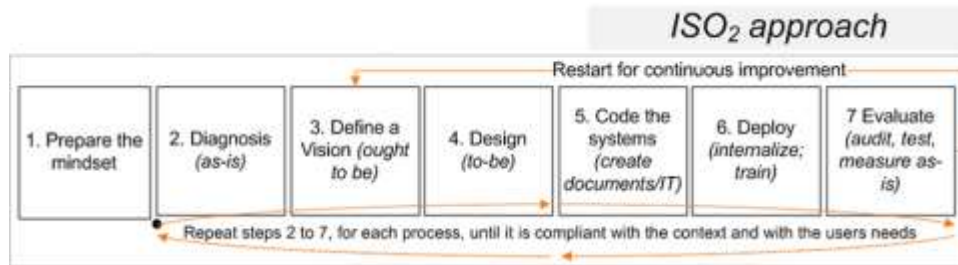 ISO₂ approach
Restart for continuous improvement
1. Prepare the
mindset
2. Diagnosis
(as-is)
3. Define a
Vision (ought
to be)
4. Design
(to-be)
5. Code the
systems
(create
documents/IT)
6. Deploy
(internalize;
train)
7 Evaluate
(audit, test,
measure as-
is)
Repeat steps 2 to 7, for each process, until it is compliant with the context and with the users needs